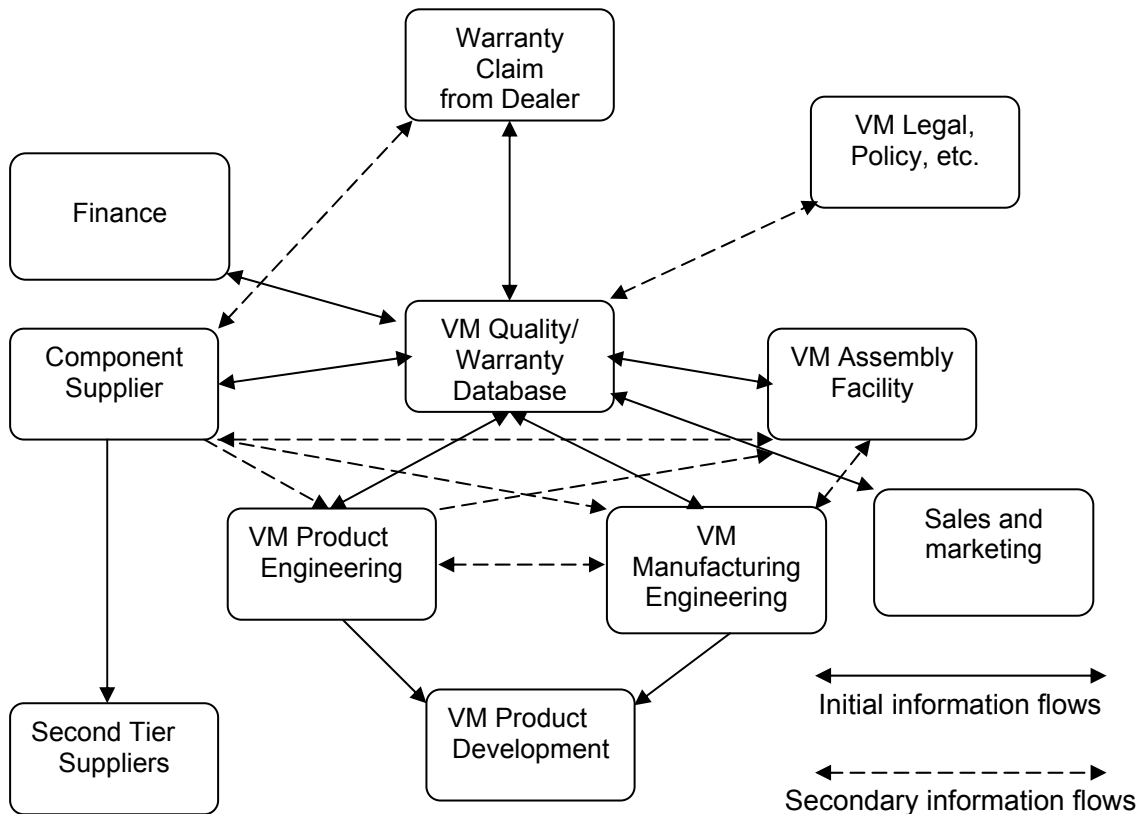 Warranty
Claim
from Dealer
VM Legal,
Policy, etc.
Finance
VM Quality/
Warranty
Database
Component
Supplier
VM Assembly
Facility
VM Product
Engineering
VM
Manufacturing
Engineering
Sales and
marketing
Second Tier
Suppliers
VM Product
Development
Initial information flows
Secondary information flows